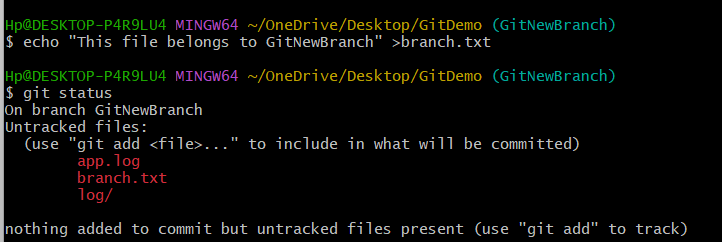 Hp@DESKTOP-P4R9LU4 MINGW64 ~/OneDrive/Desktop/GitDemo (GitNewBranch)
$ echo "This file belongs to GitNewBranch" >branch.txt
Hp@DESKTOP-P4R9LU4 MINGW64 ~/OneDrive/Desktop/GitDemo (GitNewBranch)
$ git status
On branch GitNewBranch
Untracked files:
  (use "git add <file>..." to include in what will be committed)
        app.log
        branch.txt
        log/
nothing added to commit but untracked files present (use "git add" to track)